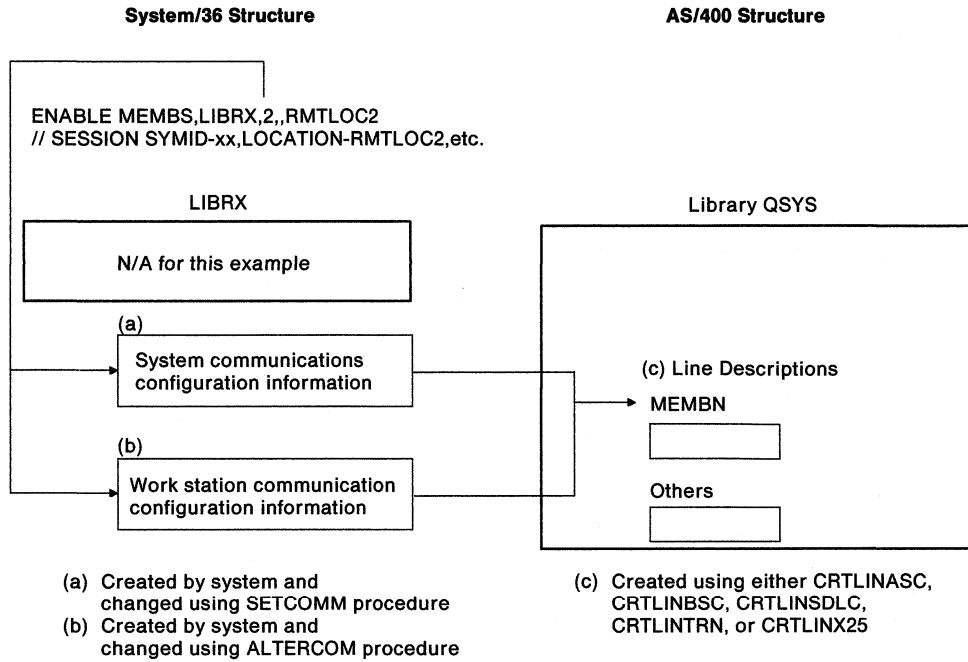 System/36 Structure
AS/400 Structure
ENABLE MEMBS,LIBRX,2,,RMTLOC2
// SESSION SYMID-xx,LOCATION-RMTLOC2,etc.
LIBRX
N/A for this example
Library QSYS
(a)
System communications
configuration information
(b)
Work station communication
configuration information
(c) Line Descriptions
MEMBN
Others
(a) Created by system and
changed using SETCOMM procedure
(b) Created by system and
changed using ALTERCOM procedure
(c) Created using either CRTLINASC,
CRTLINBSC, CRTLINSDLC,
CRTLINTRN, or CRTLINX25